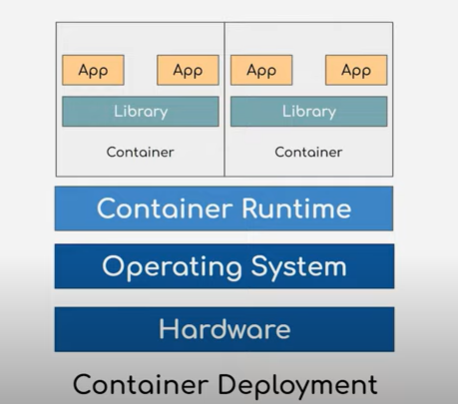 App App App App
Library Library
Container Container
Container Runtime
Operating System
Hardware
Container Deployment